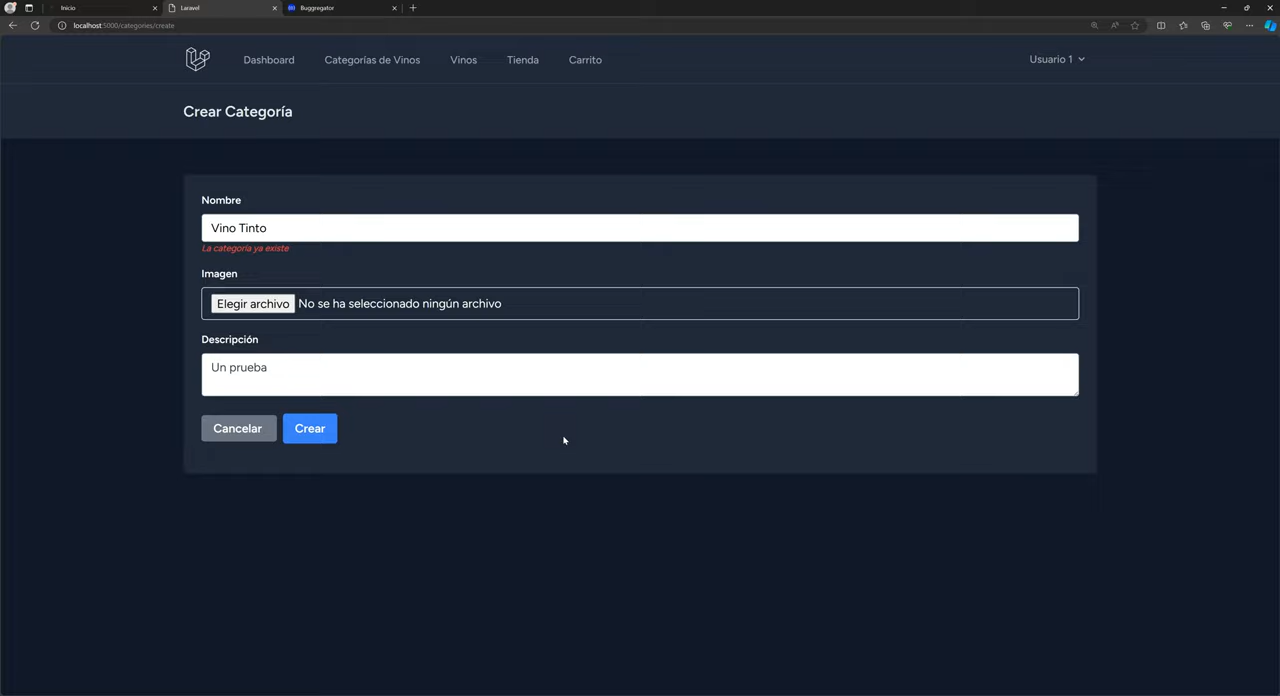 Inicio
Laravel
Buggregator
localhost:5000/categories/create
Dashboard
Categorías de Vinos
Vinos
Tienda
Carrito
Usuario 1
Crear Categoría
Nombre
Vino Tinto
La categoría ya existe
Imagen
Elegir archivo No se ha seleccionado ningún archivo
Descripción
Un prueba
Cancelar
Crear